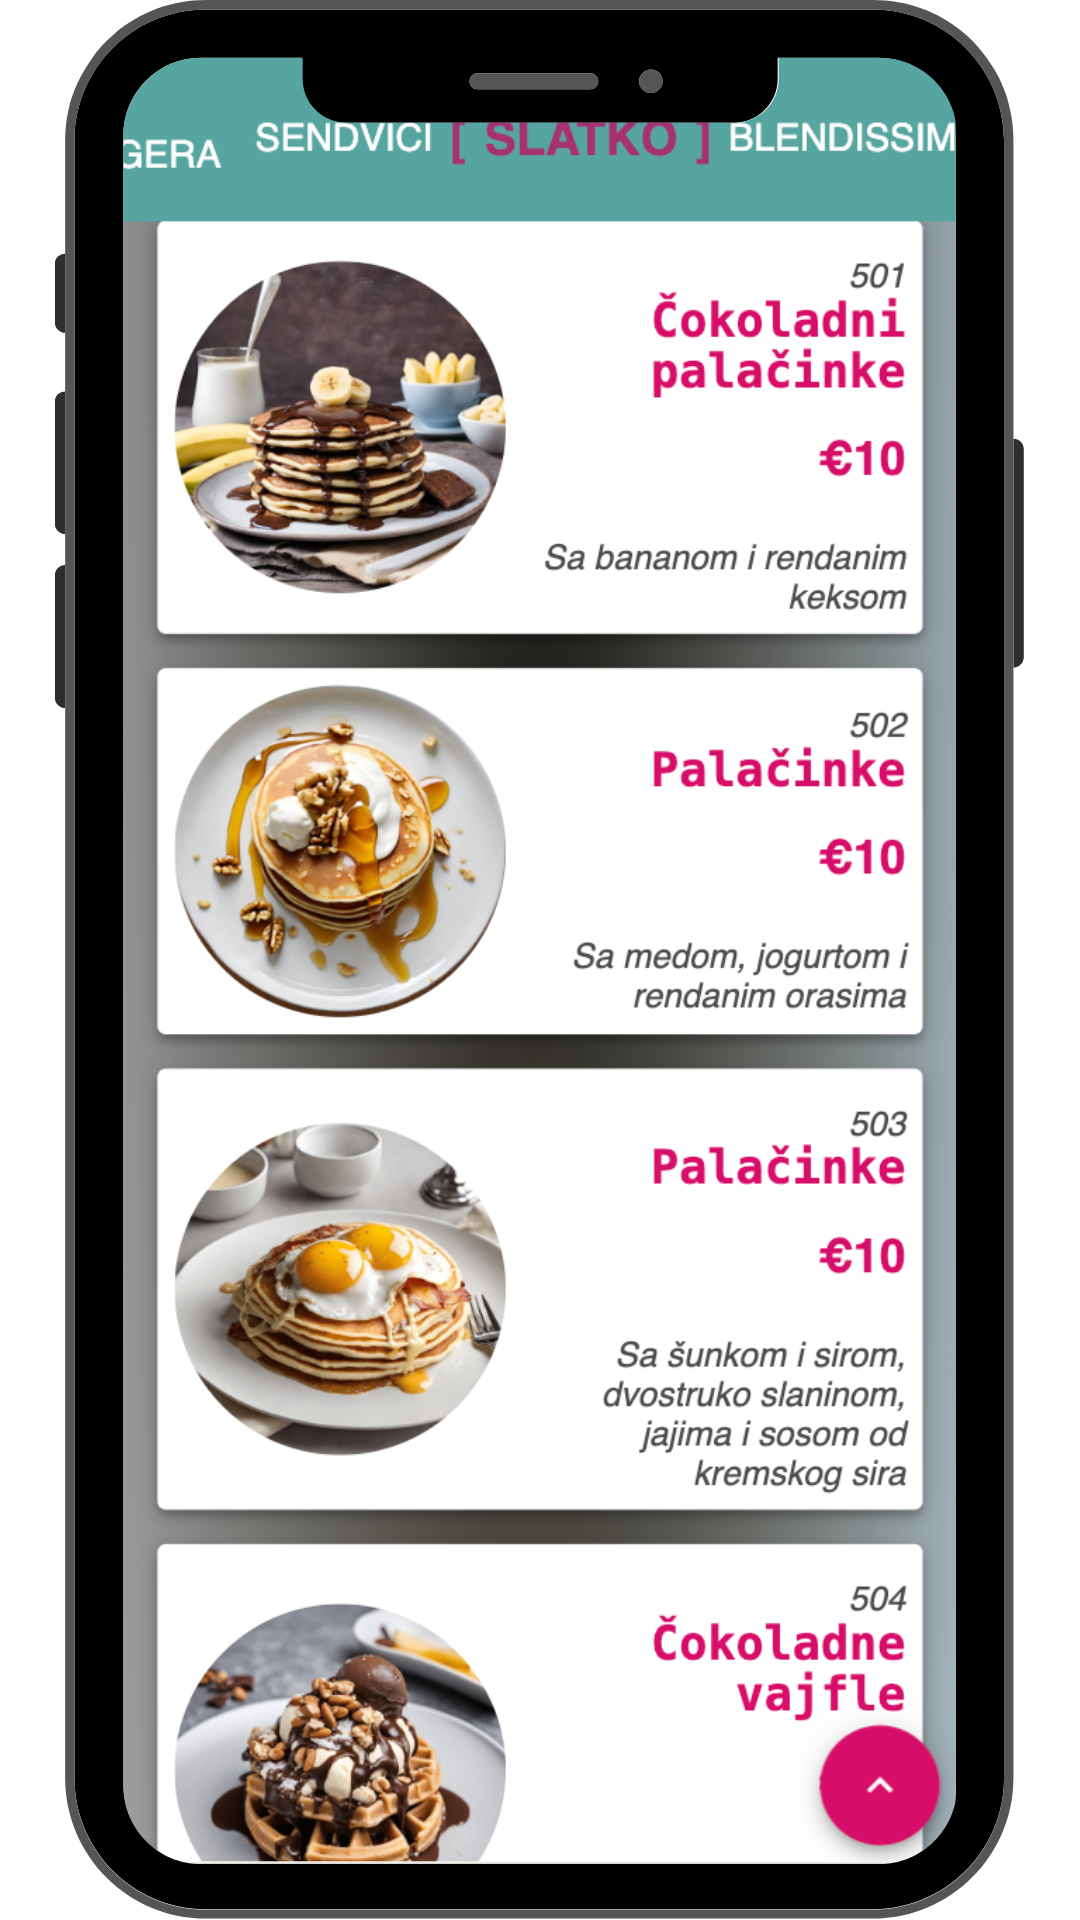 GERA SENDVICI [ SLATKO ] BLENDISSIM
501
Čokoladni
palačinke
€10
Sa bananom i rendanim
keksom
502
Palačinke
€10
Sa medom, jogurtom i
rendanim orasima
503
Palačinke
€10
Sa šunkom i sirom,
dvostruko slaninom,
jajima i sosom od
kremskog sira
504
Čokoladne
vajfle